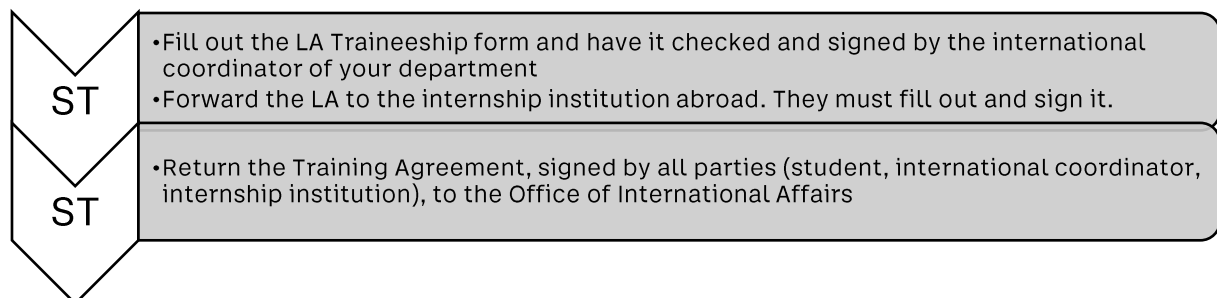 •Fill out the LA Traineeship form and have it checked and signed by the international
coordinator of your department
•Forward the LA to the internship institution abroad. They must fill out and sign it.
ST
•Return the Training Agreement, signed by all parties (student, international coordinator,
internship institution), to the Office of International Affairs
ST